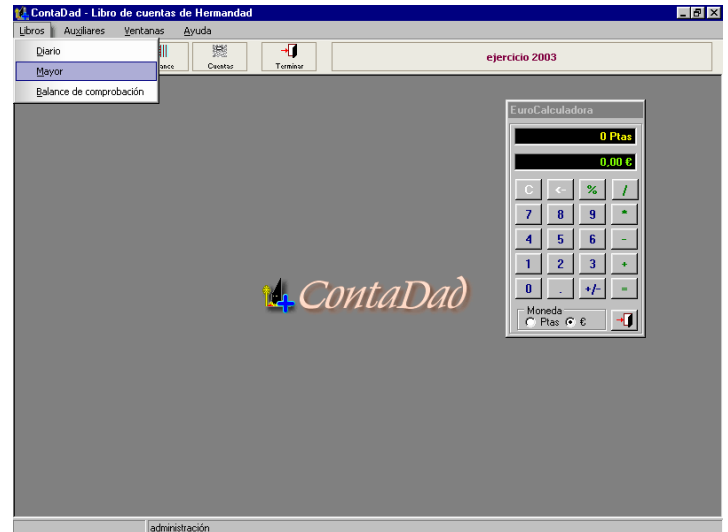 ContaDad - Libro de cuentas de Hermandad
Libros Auxiliares Ventanas Ayuda
Diario
Mayor
Balance de comprobación
Cuentas
Terminar
ejercicio 2003
EuroCalculadora
0 Ptas
0,00 €
C <- % /
7 8 9 *
4 5 6 -
1 2 3 +
0 . +/- =
Moneda
Ptas €
ContaDad
administración